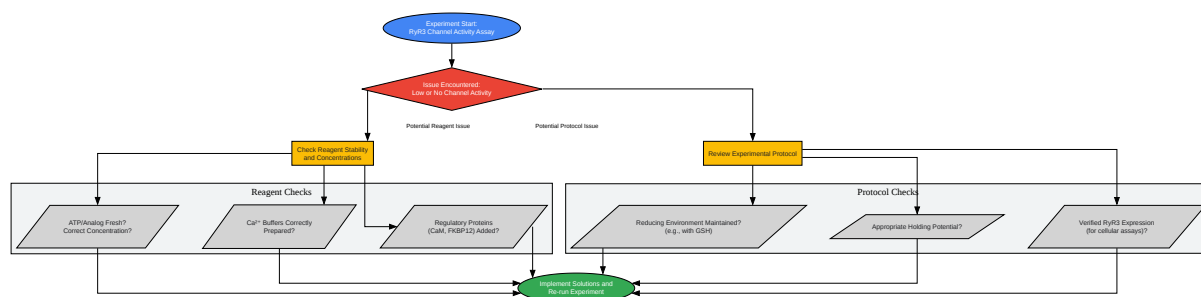 Experiment Start:
RyR3 Channel Activity Assay
Issue Encountered:
Low or No Channel Activity
Potential Reagent Issue
Potential Protocol Issue
Check Reagent Stability
and Concentrations
Review Experimental Protocol
Reagent Checks
Protocol Checks
ATP/Analog Fresh?
Correct Concentration?
Ca²⁺ Buffers Correctly
Prepared?
Regulatory Proteins
(CaM, FKBP12) Added?
Reducing Environment Maintained?
(e.g., with GSH)
Appropriate Holding Potential?
Verified RyR3 Expression
(for cellular assays)?
Implement Solutions and
Re-run Experiment